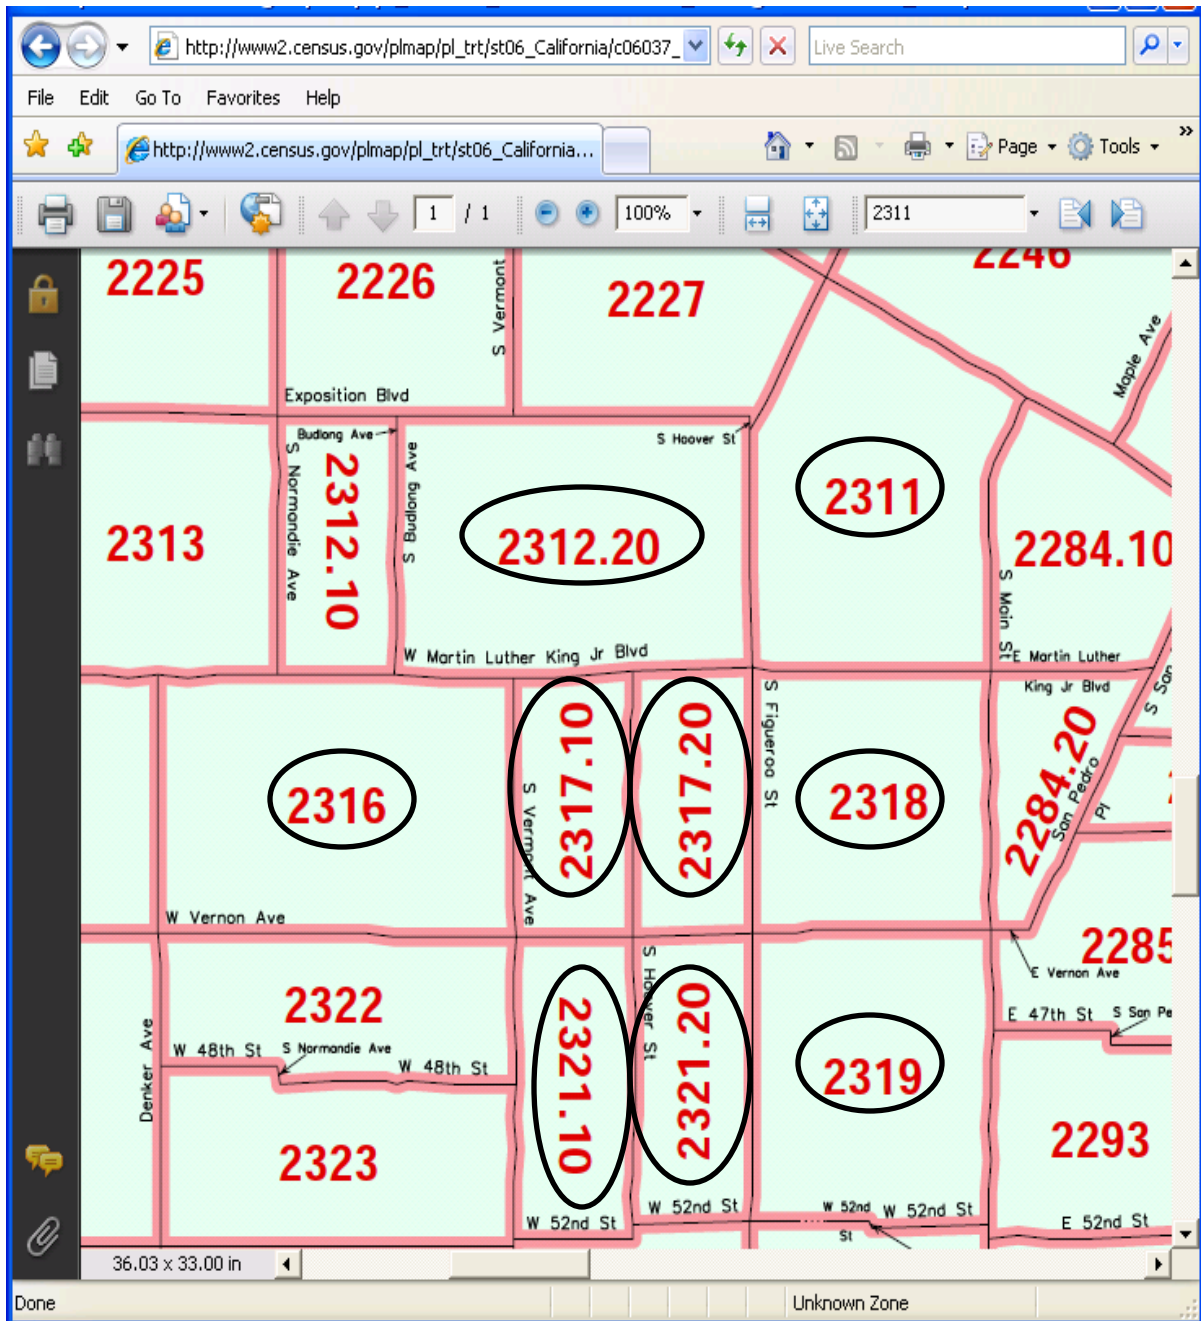 http://www2.census.gov/plmap/pl_trt/st06_California/c06037_
Live Search
File Edit Go To Favorites Help
http://www2.census.gov/plmap/pl_trt/st06_California...
Page Tools »
1 / 1 100% 2311
2225
2226
S Vermont
2227
2246
Maple Ave
Exposition Blvd
Budlong Ave
S Hoover St
S Normandie Ave
2312.10
S Budlong Ave
2311
2313
2312.20
2284.10
S Main St
W Martin Luther King Jr Blvd
E Martin Luther
King Jr Blvd
S San
2316
S Vermont Ave
2317.10
2317.20
S Figueroa St
2318
2284.20
San Pedro
Pl
W Vernon Ave
2285
E Vernon Ave
2322
S Hoover St
E 47th St
S San Pe
Denker Ave
W 48th St
S Normandie Ave
W 48th St
2321.10
2321.20
2319
2323
2293
W 52nd St
W 52nd St
W 52nd
St
W 52nd St
E 52nd St
36.03 x 33.00 in
Done
Unknown Zone